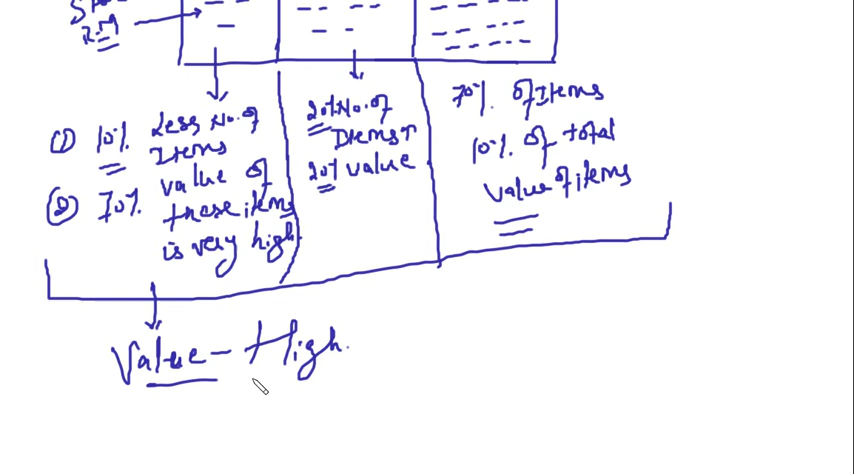 R.M
(1) 10% Less No. of
Items
(2) 70% value of
these items
is very high
20% No. of
Items
20% value
70% of Items
10% of total
value of items
Value - High.